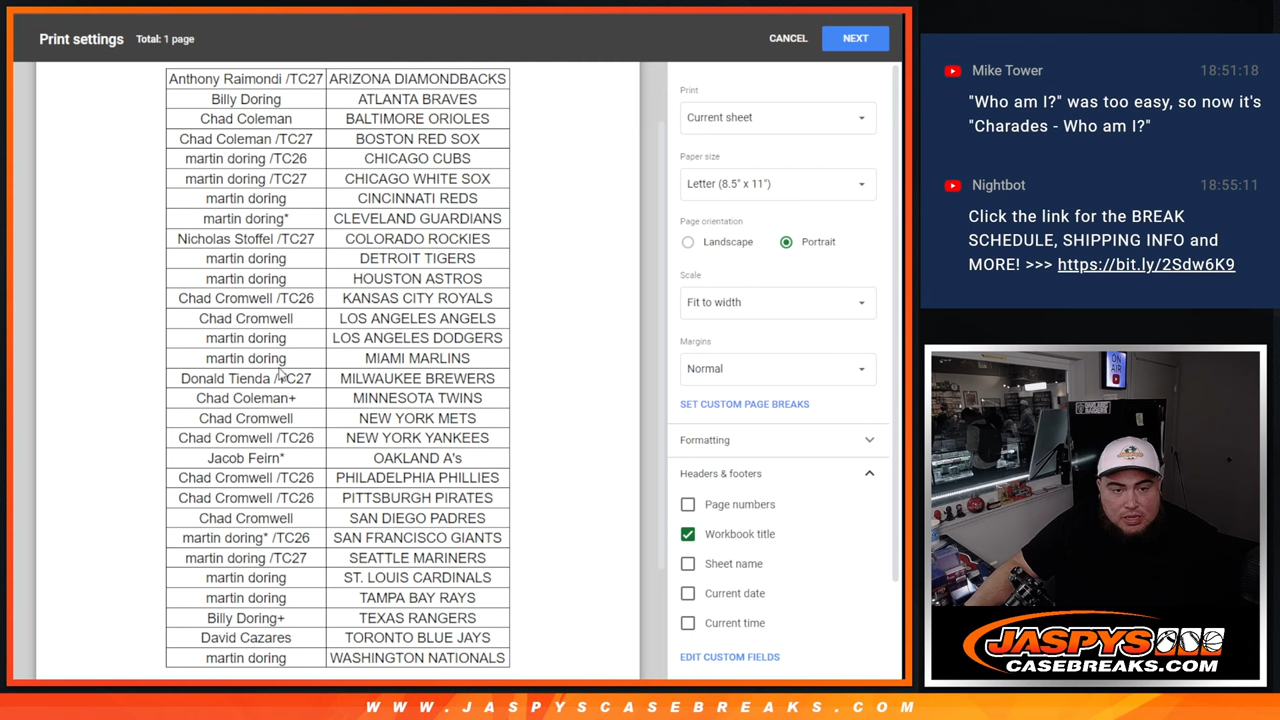 Print settings Total: 1 page CANCEL NEXT
Anthony Raimondi /TC27 ARIZONA DIAMONDBACKS
Billy Doring ATLANTA BRAVES
Chad Coleman BALTIMORE ORIOLES
Chad Coleman /TC27 BOSTON RED SOX
martin doring /TC26 CHICAGO CUBS
martin doring /TC27 CHICAGO WHITE SOX
martin doring CINCINNATI REDS
martin doring* CLEVELAND GUARDIANS
Nicholas Stoffel /TC27 COLORADO ROCKIES
martin doring DETROIT TIGERS
martin doring HOUSTON ASTROS
Chad Cromwell /TC26 KANSAS CITY ROYALS
Chad Cromwell LOS ANGELES ANGELS
martin doring LOS ANGELES DODGERS
martin doring MIAMI MARLINS
Donald Tienda /TC27 MILWAUKEE BREWERS
Chad Coleman+ MINNESOTA TWINS
Chad Cromwell NEW YORK METS
Chad Cromwell /TC26 NEW YORK YANKEES
Jacob Feirn* OAKLAND A's
Chad Cromwell /TC26 PHILADELPHIA PHILLIES
Chad Cromwell /TC26 PITTSBURGH PIRATES
Chad Cromwell SAN DIEGO PADRES
martin doring* /TC26 SAN FRANCISCO GIANTS
martin doring /TC27 SEATTLE MARINERS
martin doring ST. LOUIS CARDINALS
martin doring TAMPA BAY RAYS
Billy Doring+ TEXAS RANGERS
David Cazares TORONTO BLUE JAYS
martin doring WASHINGTON NATIONALS
Print
Current sheet
Paper size
Letter (8.5" x 11")
Page orientation
Landscape Portrait
Scale
Fit to width
Margins
Normal
SET CUSTOM PAGE BREAKS
Formatting
Headers & footers
Page numbers
Workbook title
Sheet name
Current date
Current time
EDIT CUSTOM FIELDS
Mike Tower 18:51:18
"Who am I?" was too easy, so now it's
"Charades - Who am I?"
Nightbot 18:55:11
Click the link for the BREAK
SCHEDULE, SHIPPING INFO and
MORE! >>> https://bit.ly/2Sdw6K9
ON
AIR
JASPYS
CASEBREAKS.COM
WWW.JASPYSCASEBREAKS.COM